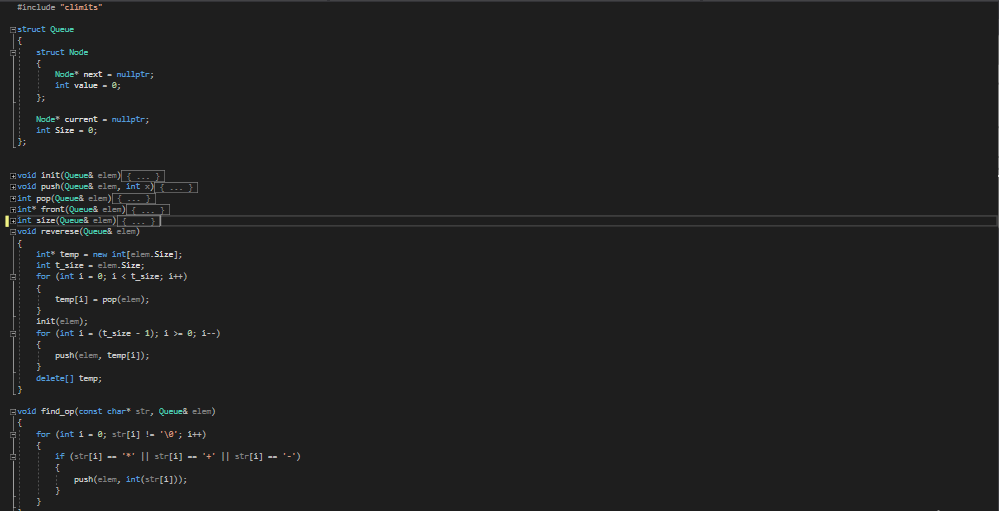 #include "climits"
struct Queue
{
struct Node
{
Node* next = nullptr;
int value = 0;
};
Node* current = nullptr;
int Size = 0;
};
void init(Queue& elem) { ... }
void push(Queue& elem, int x) { ... }
int pop(Queue& elem) { ... }
int* front(Queue& elem) { ... }
int size(Queue& elem) { ... }
void reverese(Queue& elem)
{
int* temp = new int[elem.Size];
int t_size = elem.Size;
for (int i = 0; i < t_size; i++)
{
temp[i] = pop(elem);
}
init(elem);
for (int i = (t_size - 1); i >= 0; i--)
{
push(elem, temp[i]);
}
delete[] temp;
}
void find_op(const char* str, Queue& elem)
{
for (int i = 0; str[i] != '\0'; i++)
{
if (str[i] == '*' || str[i] == '+' || str[i] == '-')
{
push(elem, int(str[i]));
}
}